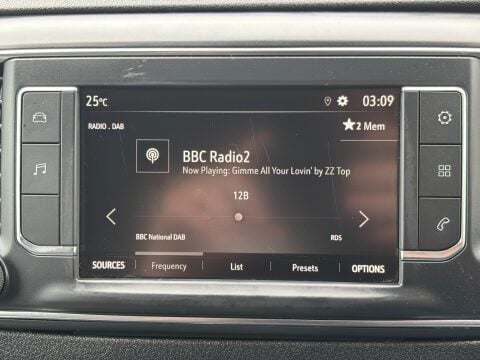 25°C
03:09
RADIO . DAB
★2 Mem
BBC Radio2
Now Playing: Gimme All Your Lovin' by ZZ Top
12B
BBC National DAB
RDS
SOURCES Frequency List Presets OPTIONS